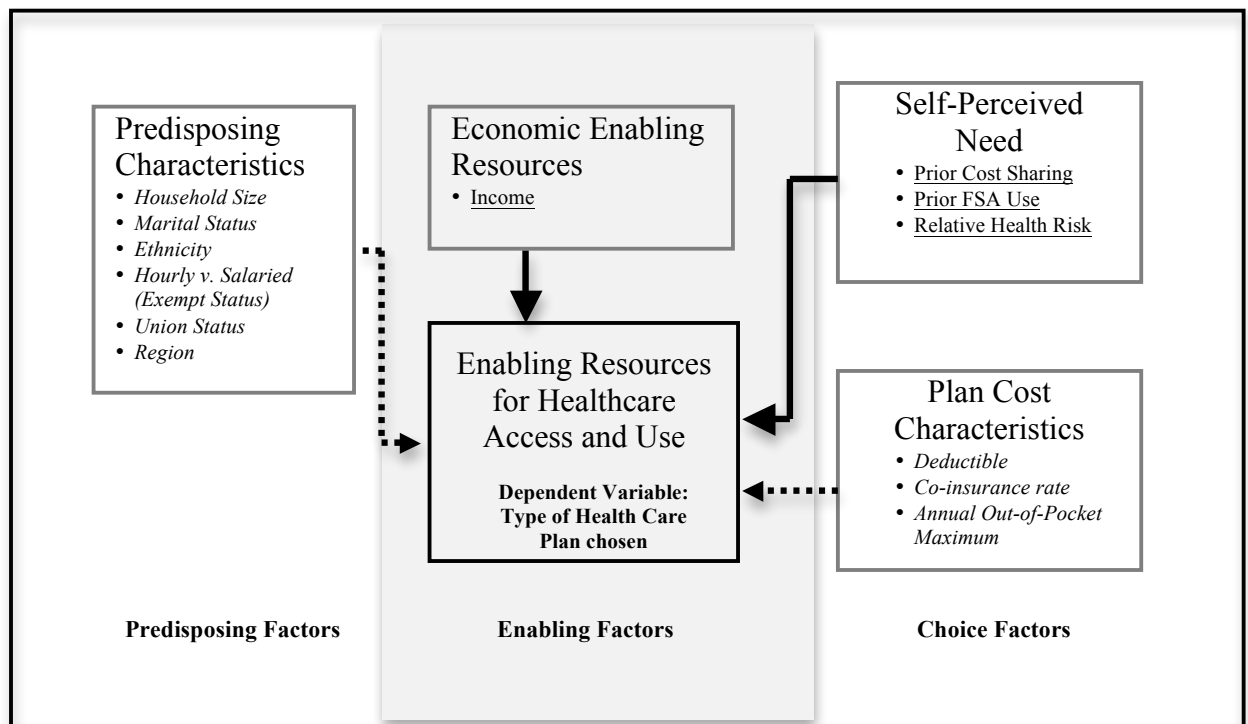 Predisposing
Characteristics
• Household Size
• Marital Status
• Ethnicity
• Hourly v. Salaried
(Exempt Status)
• Union Status
• Region
Predisposing Factors
Economic Enabling
Resources
• Income
Enabling Resources
for Healthcare
Access and Use
Dependent Variable:
Type of Health Care
Plan chosen
Enabling Factors
Self-Perceived
Need
• Prior Cost Sharing
• Prior FSA Use
• Relative Health Risk
Plan Cost
Characteristics
• Deductible
• Co-insurance rate
• Annual Out-of-Pocket
Maximum
Choice Factors